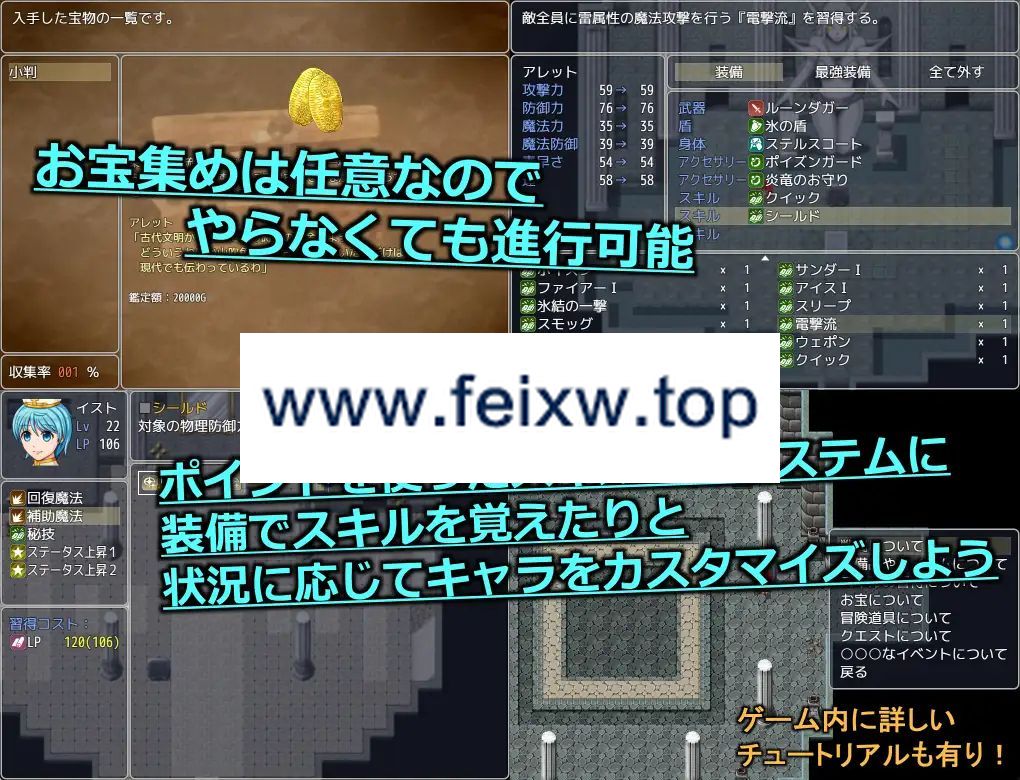 入手した宝物の一覧です。
小判
アレット
「古代文明か
どういう
現代でも伝わっているわ」
鑑定額：20000G
収集率 001 %
敵全員に雷属性の魔法攻撃を行う『電撃流』を習得する。
アレット
攻撃力 59→ 59
防御力 76→ 76
魔法力 35→ 35
魔法防御 39→ 39
54→ 54
58→ 58
装備 最強装備 全て外す
武器 ルーンダガー
盾 氷の盾
身体 ステルスコート
アクセサリー ポイズンガード
アクセサリー 炎竜のお守り
スキル クイック
スキル シールド
キル
x 1 サンダーⅠ x 1
ファイアーⅠ x 1 アイスⅠ x 1
氷結の一撃 x 1 スリープ x 1
スモッグ x 1 電撃流 x 1
ウェポン x 1
クイック x 1
お宝集めは任意なので
やらなくても進行可能
www.feixw.top
イスト
Lv 22
LP 106
シールド
対象の物理防御
回復魔法
補助魔法
秘技
ステータス上昇1
ステータス上昇2
習得コスト：
LP 120(106)
ステムに
装備でスキルを覚えたりと
状況に応じてキャラをカスタマイズしよう
ついて
お宝について
冒険道具について
クエストについて
○○○なイベントについて
戻る
ゲーム内に詳しい
チュートリアルも有り！